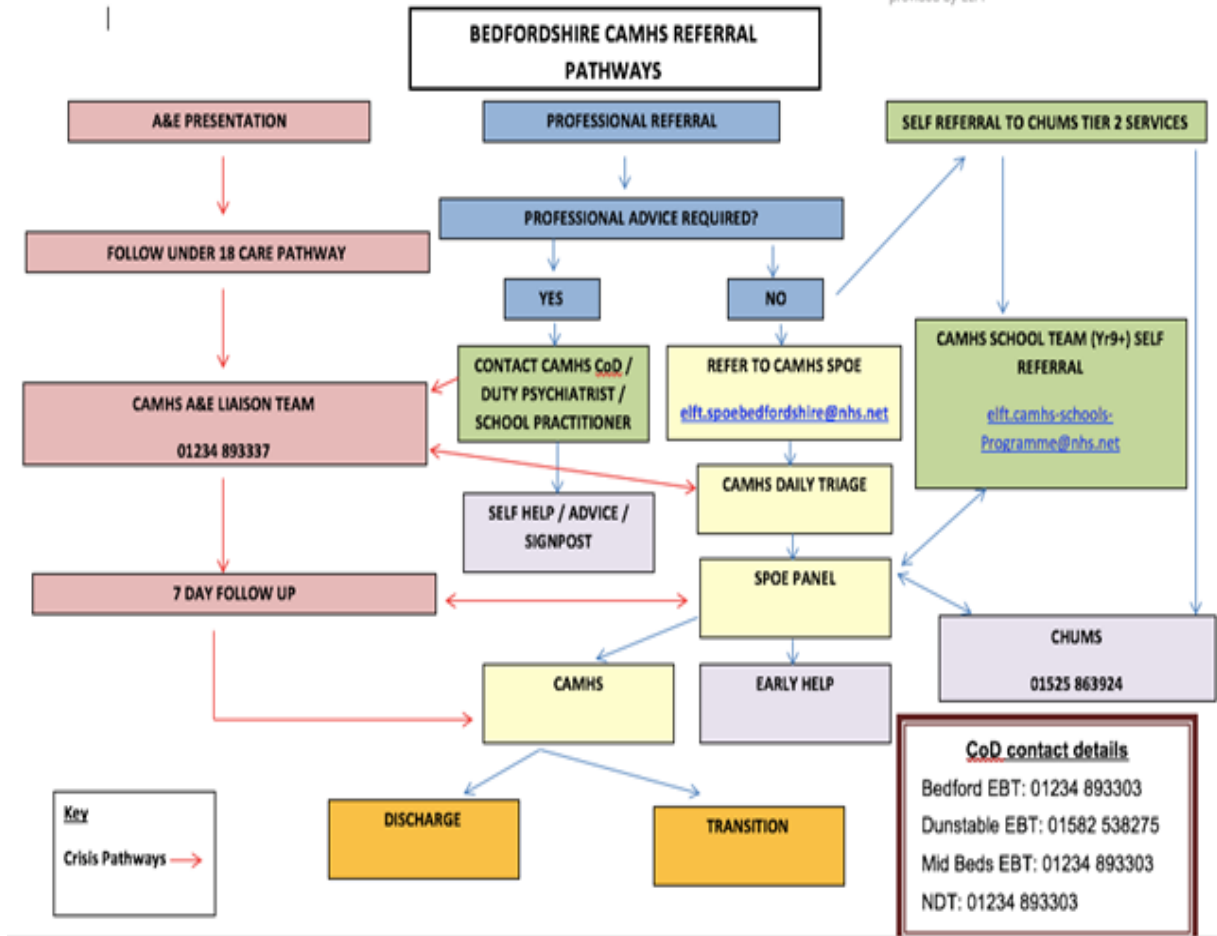 BEDFORDSHIRE CAMHS REFERRAL
PATHWAYS
A&E PRESENTATION
PROFESSIONAL REFERRAL
SELF REFERRAL TO CHUMS TIER 2 SERVICES
PROFESSIONAL ADVICE REQUIRED?
FOLLOW UNDER 18 CARE PATHWAY
YES
NO
CONTACT CAMHS CoD /
DUTY PSYCHIATRIST /
SCHOOL PRACTITIONER
REFER TO CAMHS SPOE
elft.spoebedfordshire@nhs.net
CAMHS SCHOOL TEAM (Yr9+) SELF
REFERRAL
elft.camhs-schools-
Programme@nhs.net
CAMHS A&E LIAISON TEAM
01234 893337
CAMHS DAILY TRIAGE
SELF HELP / ADVICE /
SIGNPOST
7 DAY FOLLOW UP
SPOE PANEL
CHUMS
01525 863924
CAMHS
EARLY HELP
DISCHARGE
TRANSITION
Key
Crisis Pathways
CoD contact details
Bedford EBT: 01234 893303
Dunstable EBT: 01582 538275
Mid Beds EBT: 01234 893303
NDT: 01234 893303